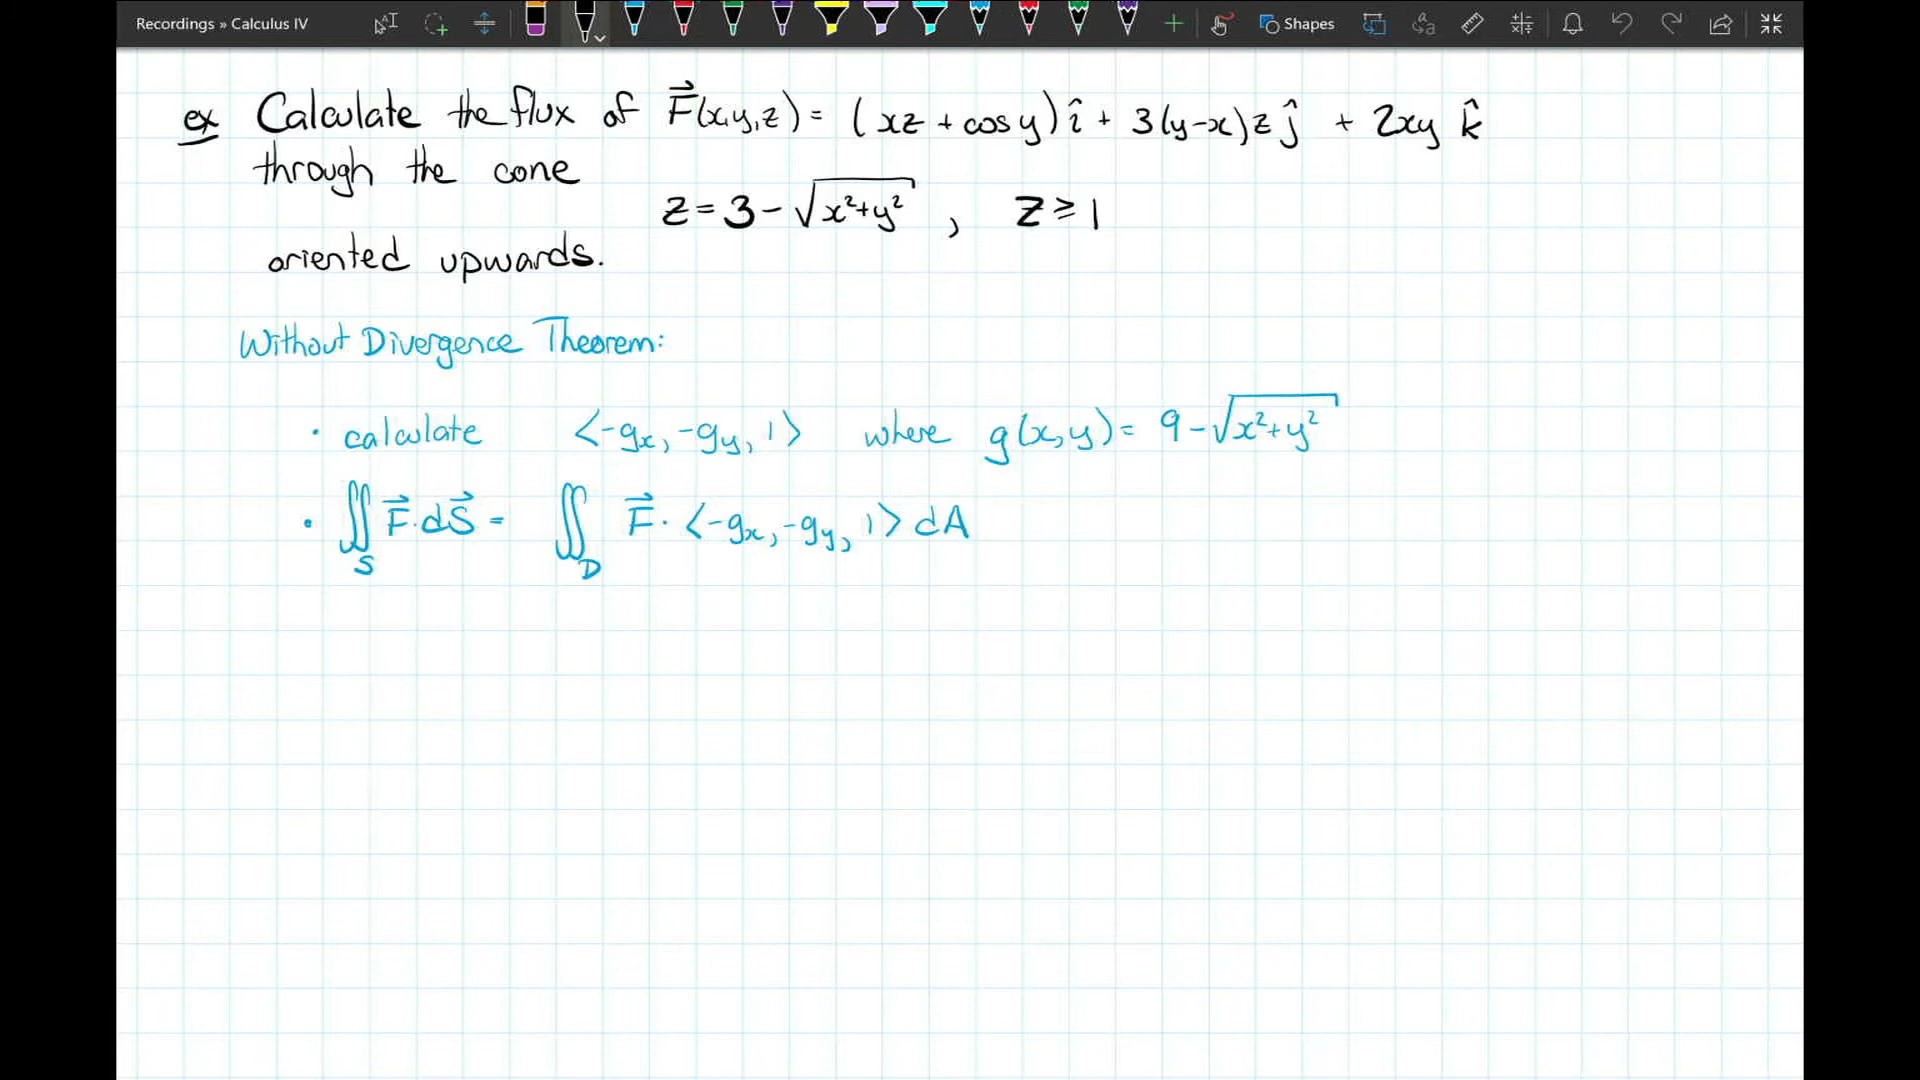 Recordings » Calculus IV
Shapes
ex Calculate the flux of F⃗(x,y,z) = (xz + cos y) î + 3(y-x)z ĵ + 2xy k̂
through the cone
z = 3 - √(x²+y²) , z ≥ 1
oriented upwards.
Without Divergence Theorem:
• calculate ⟨-gx, -gy, 1⟩ where g(x,y) = 9 - √(x²+y²)
• ∬_S F⃗·dS⃗ = ∬_D F⃗·⟨-gx, -gy, 1⟩ dA